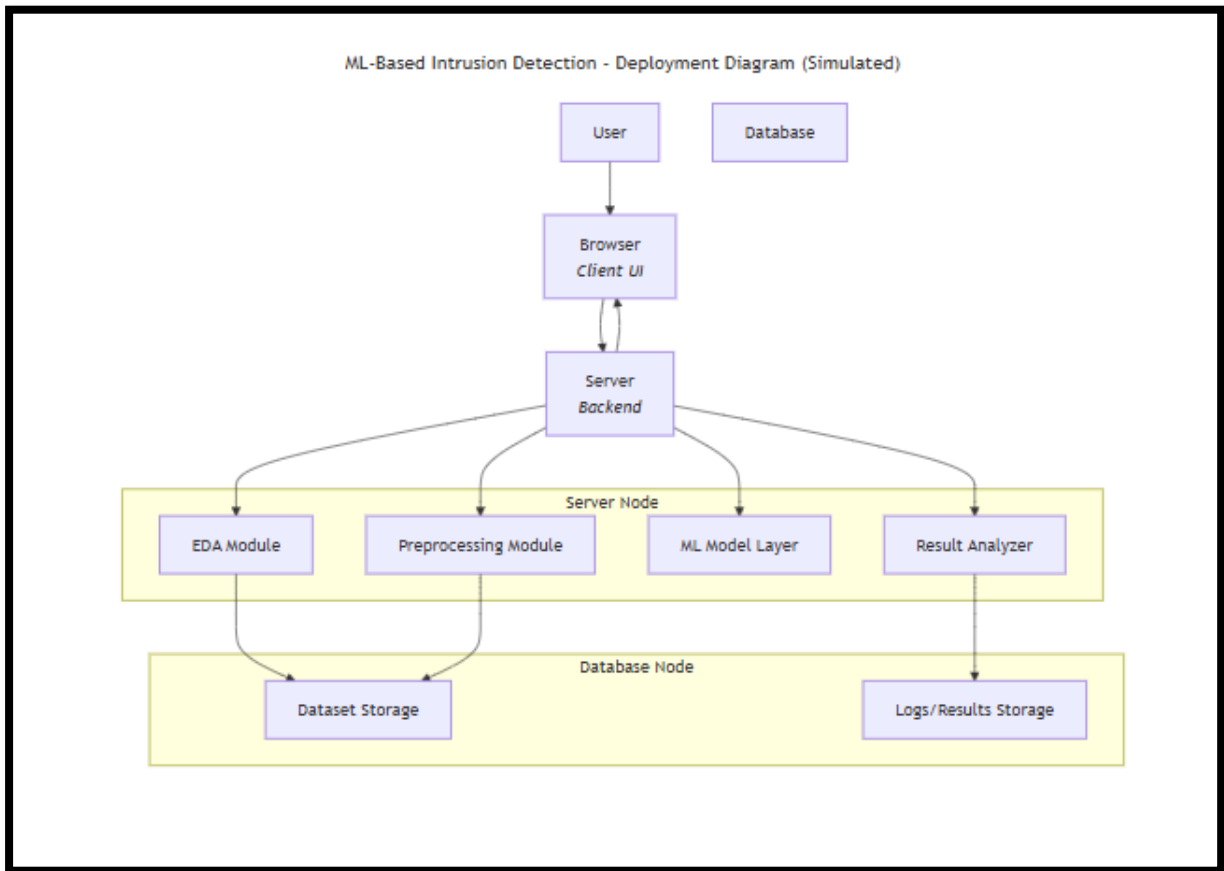 ML-Based Intrusion Detection - Deployment Diagram (Simulated)
User
Database
Browser
Client UI
Server
Backend
Server Node
EDA Module
Preprocessing Module
ML Model Layer
Result Analyzer
Database Node
Dataset Storage
Logs/Results Storage